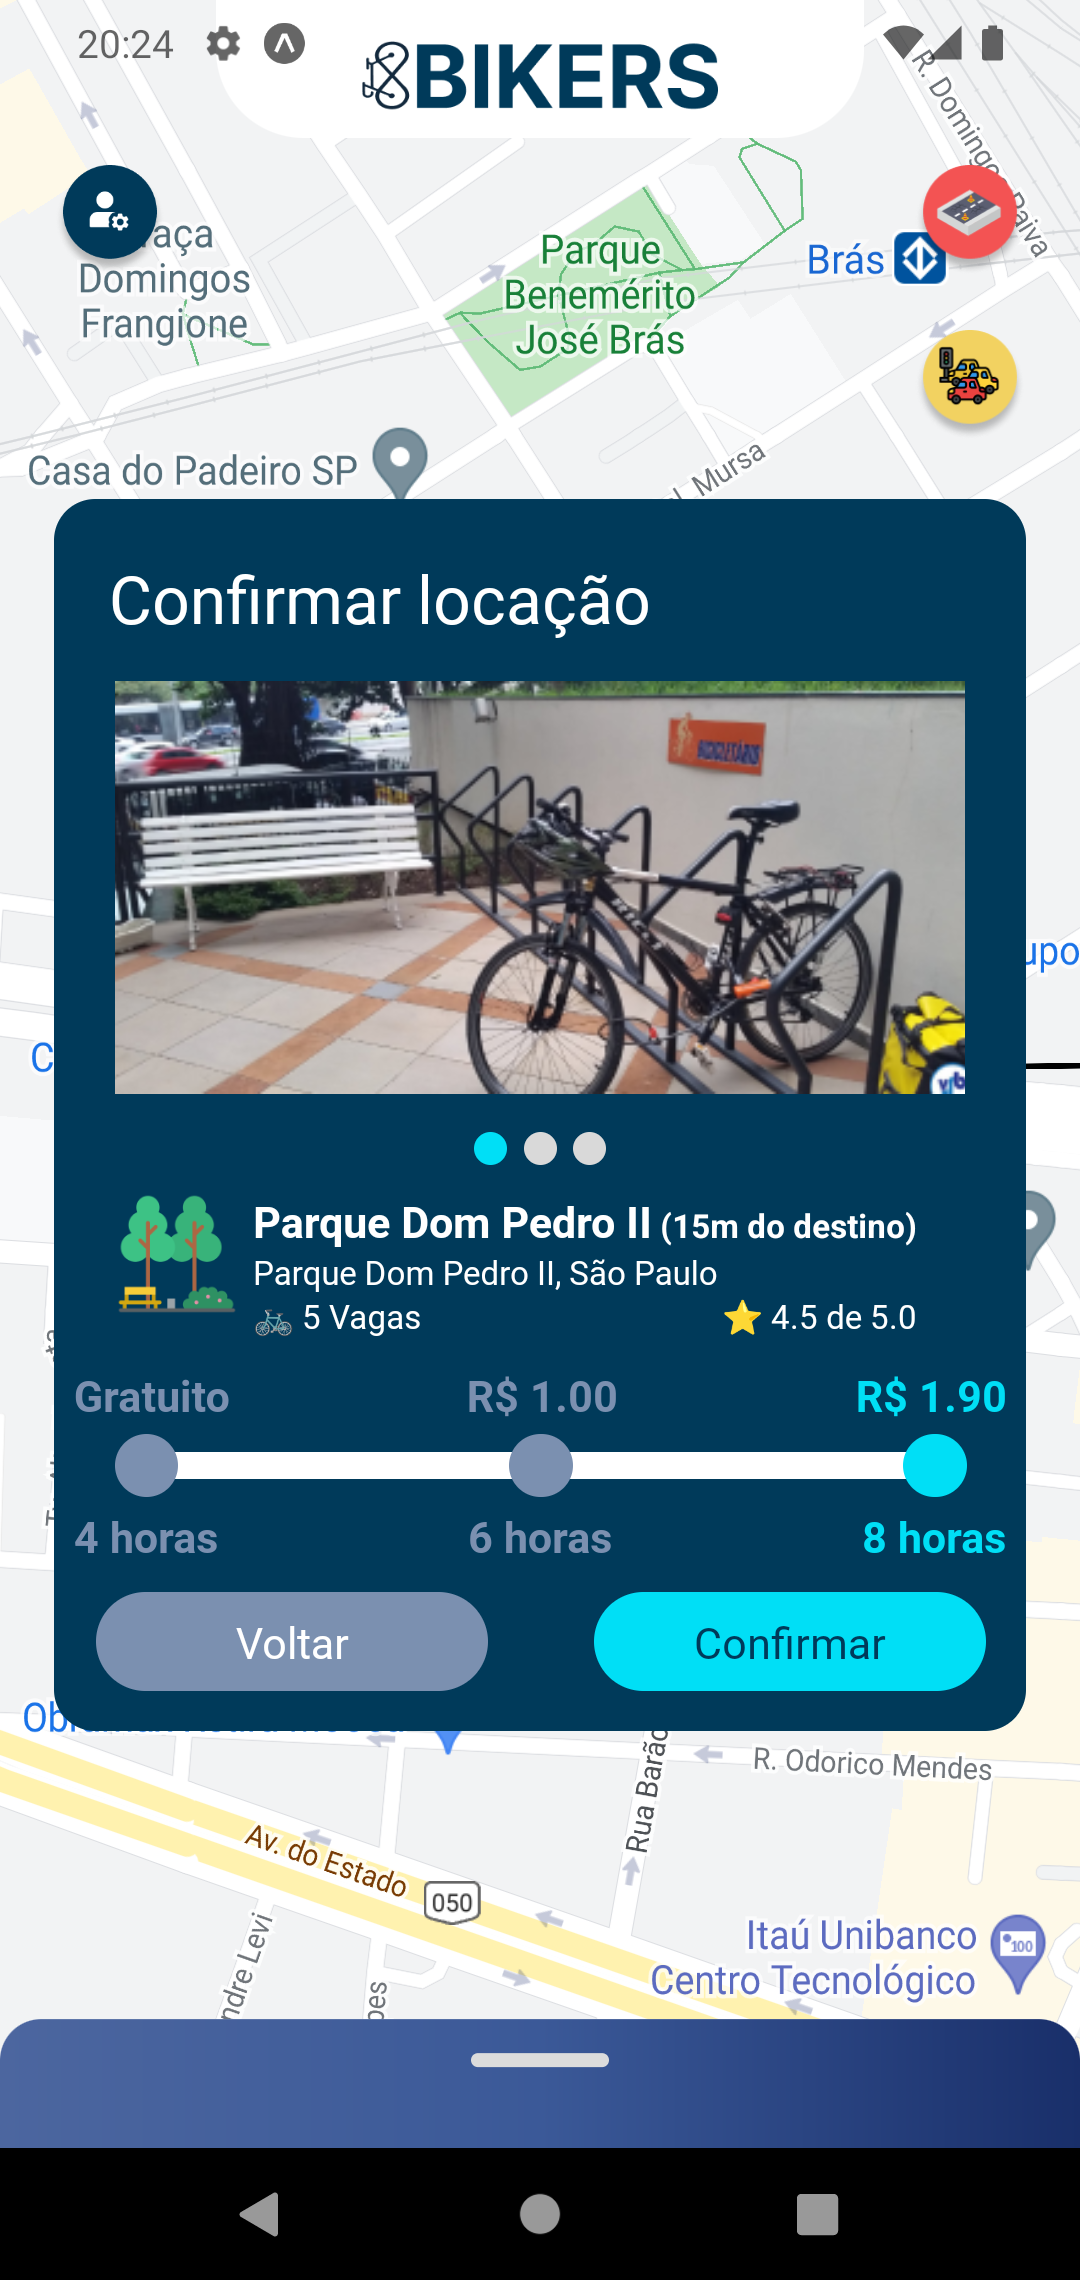 20:24
BIKERS
R. Domingos Paiva
Brás
Parque
Benemérito
José Brás
Domingos
Frangione
Casa do Padeiro SP
Mursa
Confirmar locação
BICICLETÁRIO
Parque Dom Pedro II (15m do destino)
Parque Dom Pedro II, São Paulo
5 Vagas
4.5 de 5.0
Gratuito
R$ 1.00
R$ 1.90
4 horas
6 horas
8 horas
Voltar
Confirmar
R. Odorico Mendes
Rua Barão
Av. do Estado
050
Itaú Unibanco
Centro Tecnológico
100